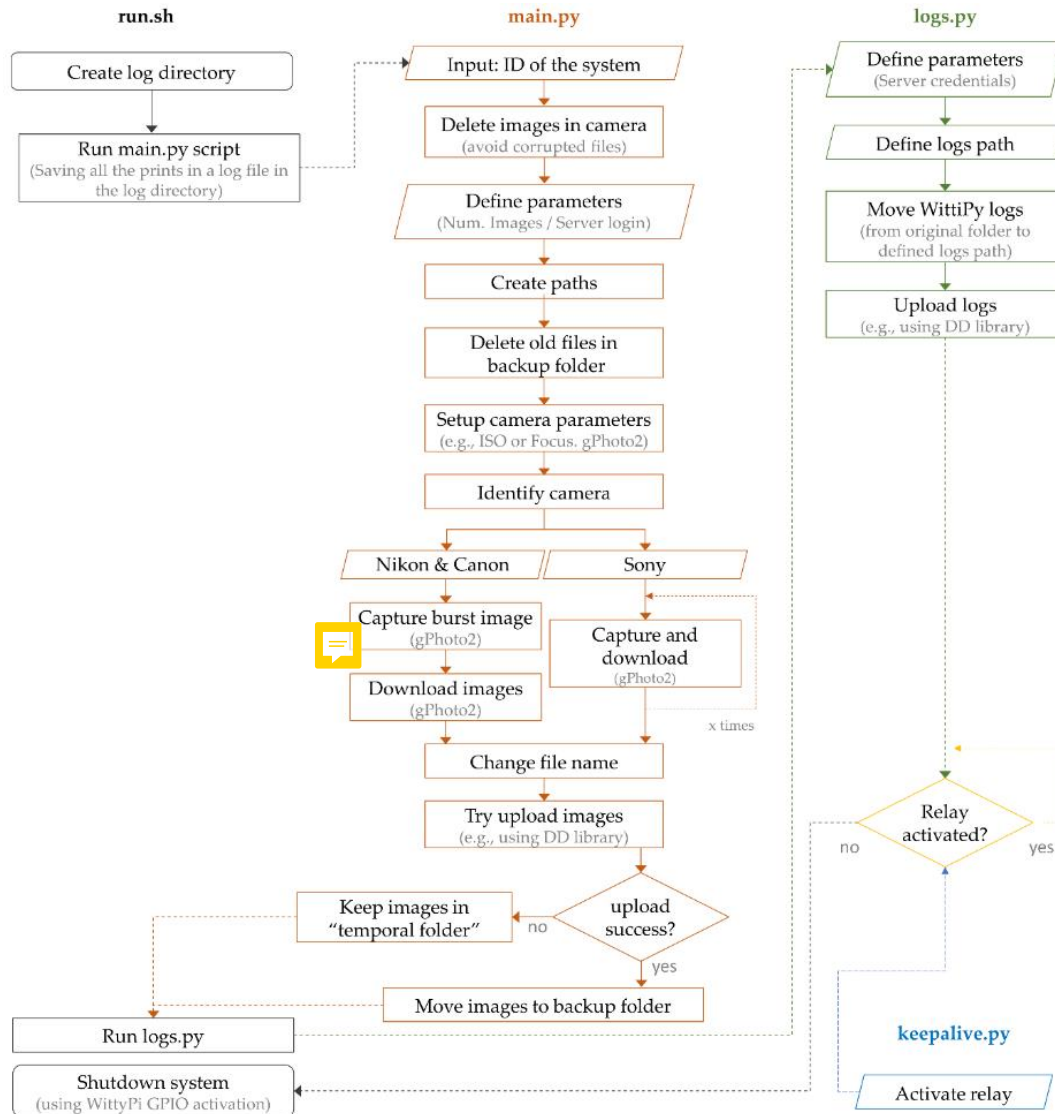 run.sh
Create log directory
Run main.py script
(Saving all the prints in a log file in
the log directory)
main.py
Input: ID of the system
Delete images in camera
(avoid corrupted files)
Define parameters
(Num. Images / Server login)
Create paths
Delete old files in
backup folder
Setup camera parameters
(e.g., ISO or Focus. gPhoto2)
Identify camera
Nikon & Canon
Capture burst image
(gPhoto2)
Download images
(gPhoto2)
Sony
Capture and
download
(gPhoto2)
x times
Change file name
Try upload images
(e.g., using DD library)
upload
success?
no
Keep images in
“temporal folder”
yes
Move images to backup folder
Run logs.py
Shutdown system
(using WittyPi GPIO activation)
logs.py
Define parameters
(Server credentials)
Define logs path
Move WittiPy logs
(from original folder to
defined logs path)
Upload logs
(e.g., using DD library)
Relay
activated?
no
yes
keepalive.py
Activate relay